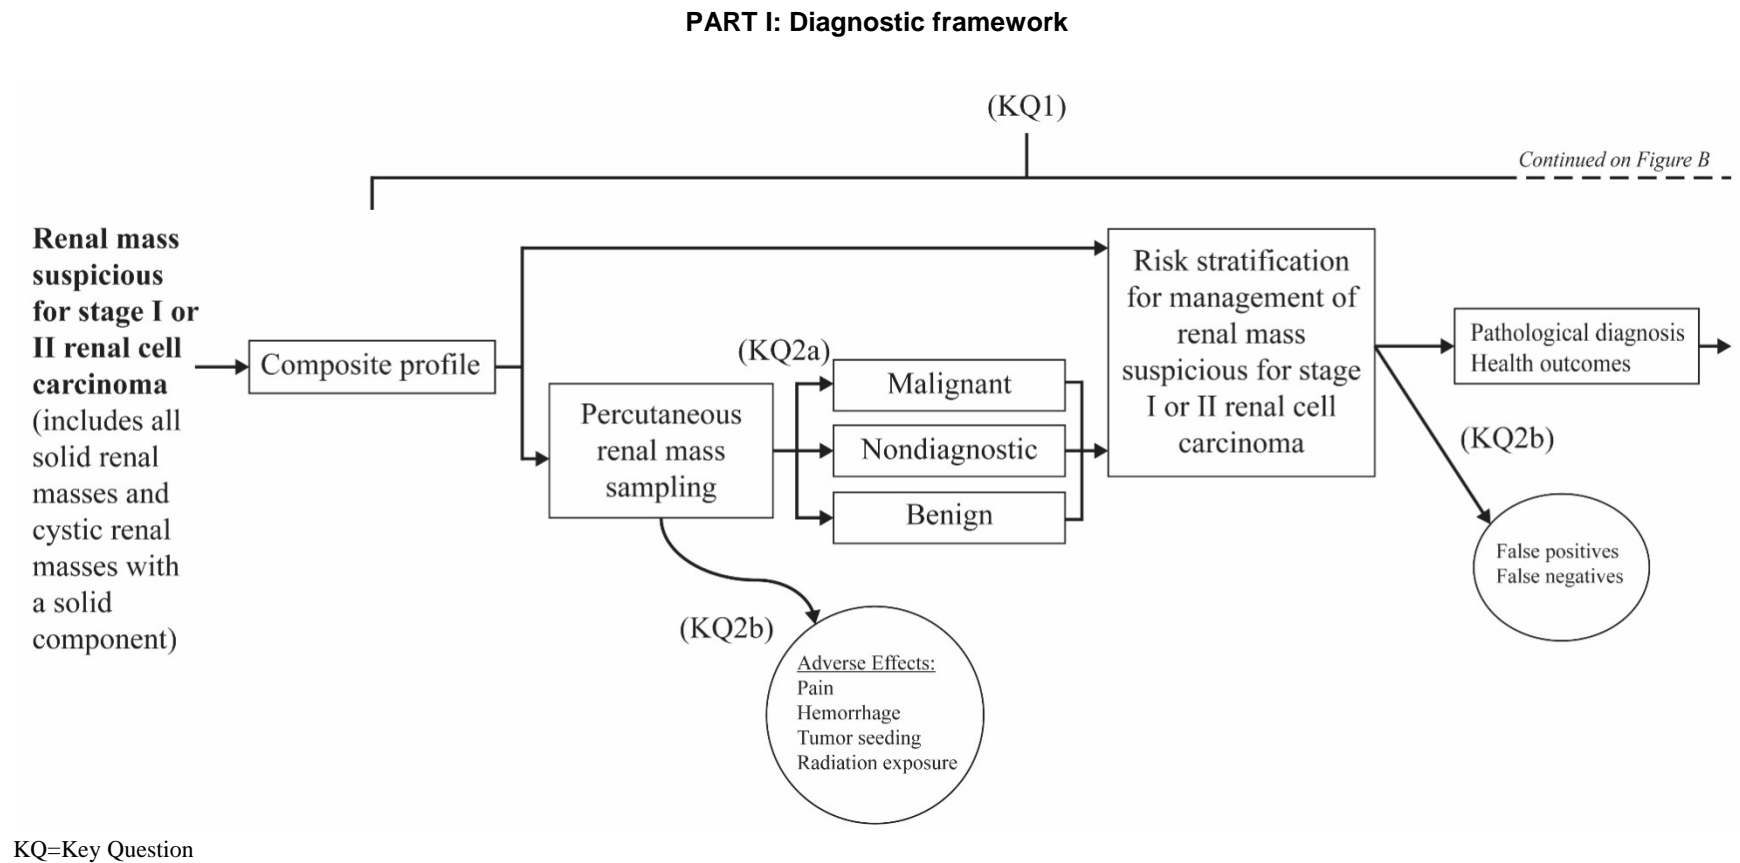 PART I: Diagnostic framework
(KQ1)
Continued on Figure B
Renal mass
suspicious
for stage I or
II renal cell
carcinoma
(includes all
solid renal
masses and
cystic renal
masses with
a solid
component)
Composite profile
Percutaneous
renal mass
sampling
(KQ2a)
Malignant
Nondiagnostic
Benign
(KQ2b)
Adverse Effects:
Pain
Hemorrhage
Tumor seeding
Radiation exposure
Risk stratification
for management of
renal mass
suspicious for stage
I or II renal cell
carcinoma
Pathological diagnosis
Health outcomes
(KQ2b)
False positives
False negatives
KQ=Key Question